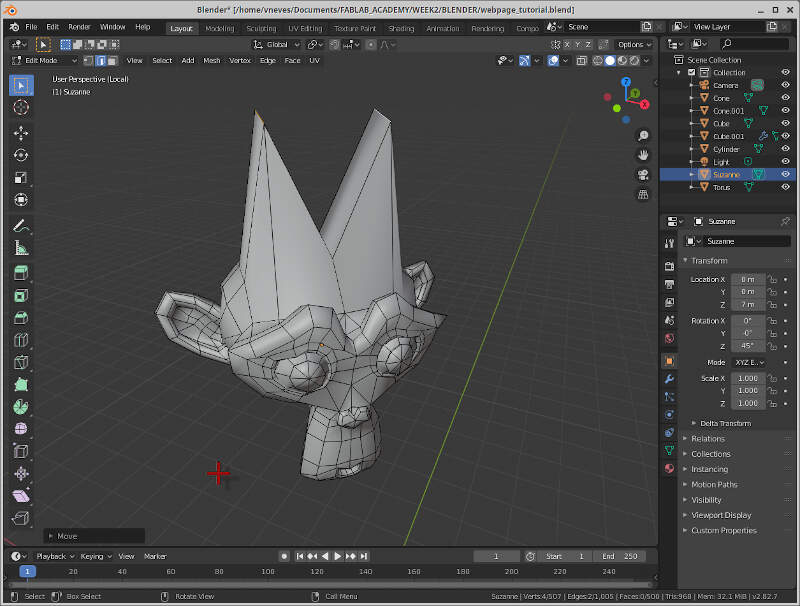 Blender* [/home/vneves/Documents/FABLAB_ACADEMY/WEEK2/BLENDER/webpage_tutorial.blend]
File Edit Render Window Help Layout Modeling Sculpting UV Editing Texture Paint Shading Animation Rendering Compo Scene View Layer
Global X Y Z Options
Edit Mode View Select Add Mesh Vertex Edge Face UV
User Perspective (Local)
(1) Suzanne
Z
Y
X
Scene Collection
Collection
Camera
Cone
Cone.001
Cube
Cube.001
Cylinder
Light
Suzanne
Torus
Suzanne
Suzanne
Transform
Location X 0 m
Y 0 m
Z 7 m
Rotation X 0°
Y -0°
Z 45°
Mode XYZ E..
Scale X 1.000
Y 1.000
Z 1.000
Delta Transform
Relations
Collections
Instancing
Motion Paths
Visibility
Viewport Display
Custom Properties
Move
Playback Keying View Marker 1 Start 1 End 250
1 20 40 60 80 100 120 140 160 180 200 220 240
Select Box Select Rotate View Call Menu Suzanne | Verts:4/507 | Edges:2/1,005 | Faces:0/500 | Tris:968 | Mem: 32.1 MiB | v2.82.7